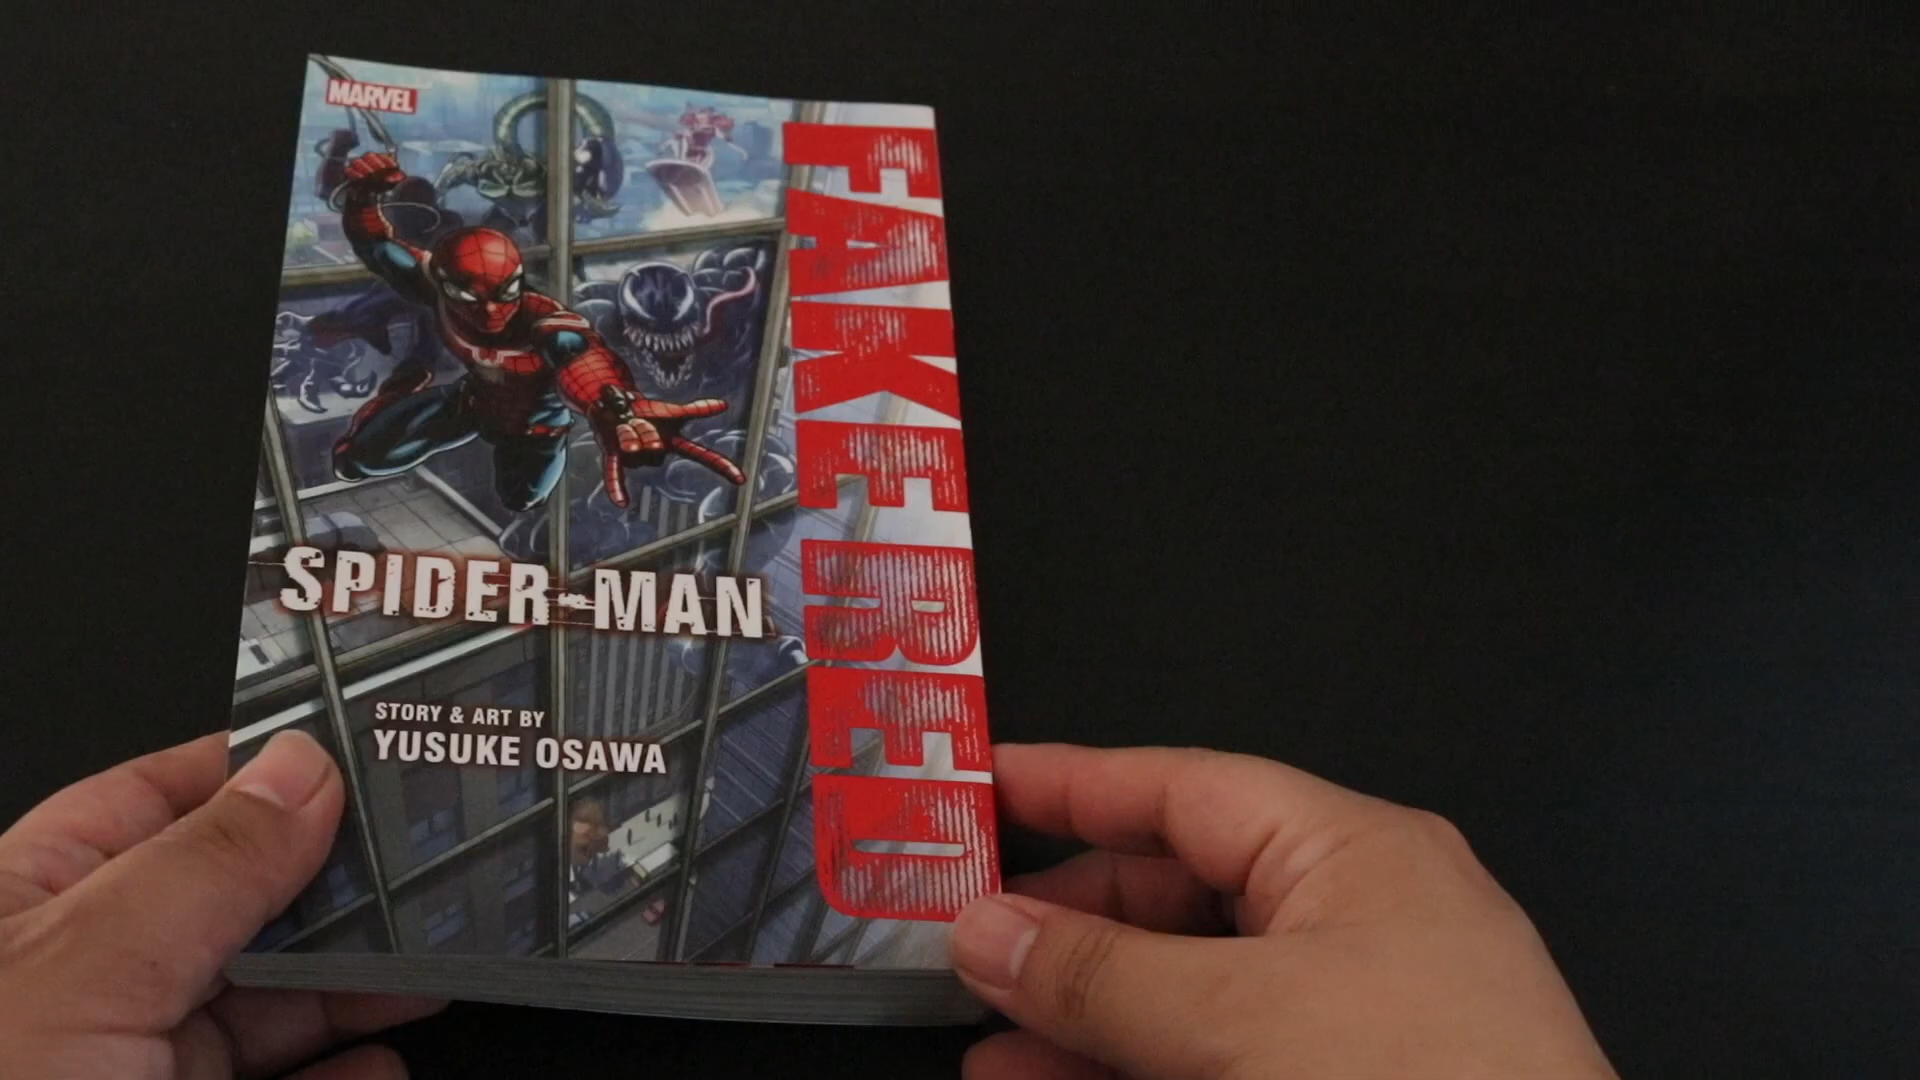 MARVEL
FAKE RED
SPIDER-MAN
STORY & ART BY
YUSUKE OSAWA